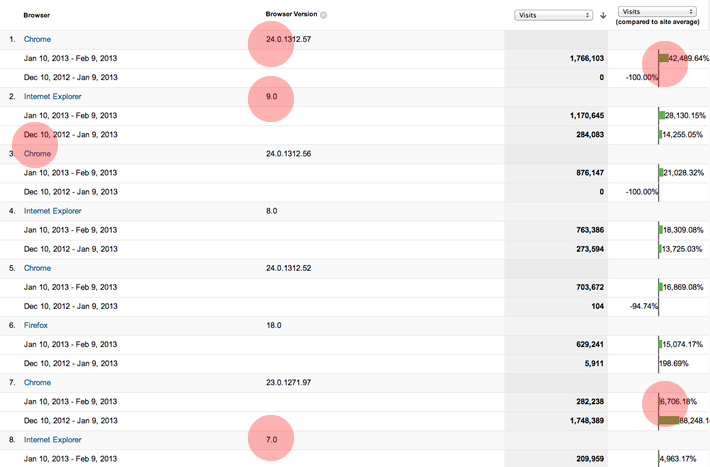 Browser Browser Version Visits Visits
(compared to site average)
1. Chrome 24.0.1312.57
Jan 10, 2013 - Feb 9, 2013 1,766,103 42,489.64%
Dec 10, 2012 - Jan 9, 2013 0 -100.00%
2. Internet Explorer 9.0
Jan 10, 2013 - Feb 9, 2013 1,170,645 28,130.15%
Dec 10, 2012 - Jan 9, 2013 284,083 14,255.05%
3. Chrome 24.0.1312.56
Jan 10, 2013 - Feb 9, 2013 876,147 21,028.32%
Dec 10, 2012 - Jan 9, 2013 0 -100.00%
4. Internet Explorer 8.0
Jan 10, 2013 - Feb 9, 2013 763,386 18,309.08%
Dec 10, 2012 - Jan 9, 2013 273,594 13,725.03%
5. Chrome 24.0.1312.52
Jan 10, 2013 - Feb 9, 2013 703,672 16,869.08%
Dec 10, 2012 - Jan 9, 2013 104 -94.74%
6. Firefox 18.0
Jan 10, 2013 - Feb 9, 2013 629,241 15,074.17%
Dec 10, 2012 - Jan 9, 2013 5,911 198.69%
7. Chrome 23.0.1271.97
Jan 10, 2013 - Feb 9, 2013 282,238 6,706.18%
Dec 10, 2012 - Jan 9, 2013 1,748,389
8. Internet Explorer 7.0
Jan 10, 2013 - Feb 9, 2013 209,959 4,963.17%